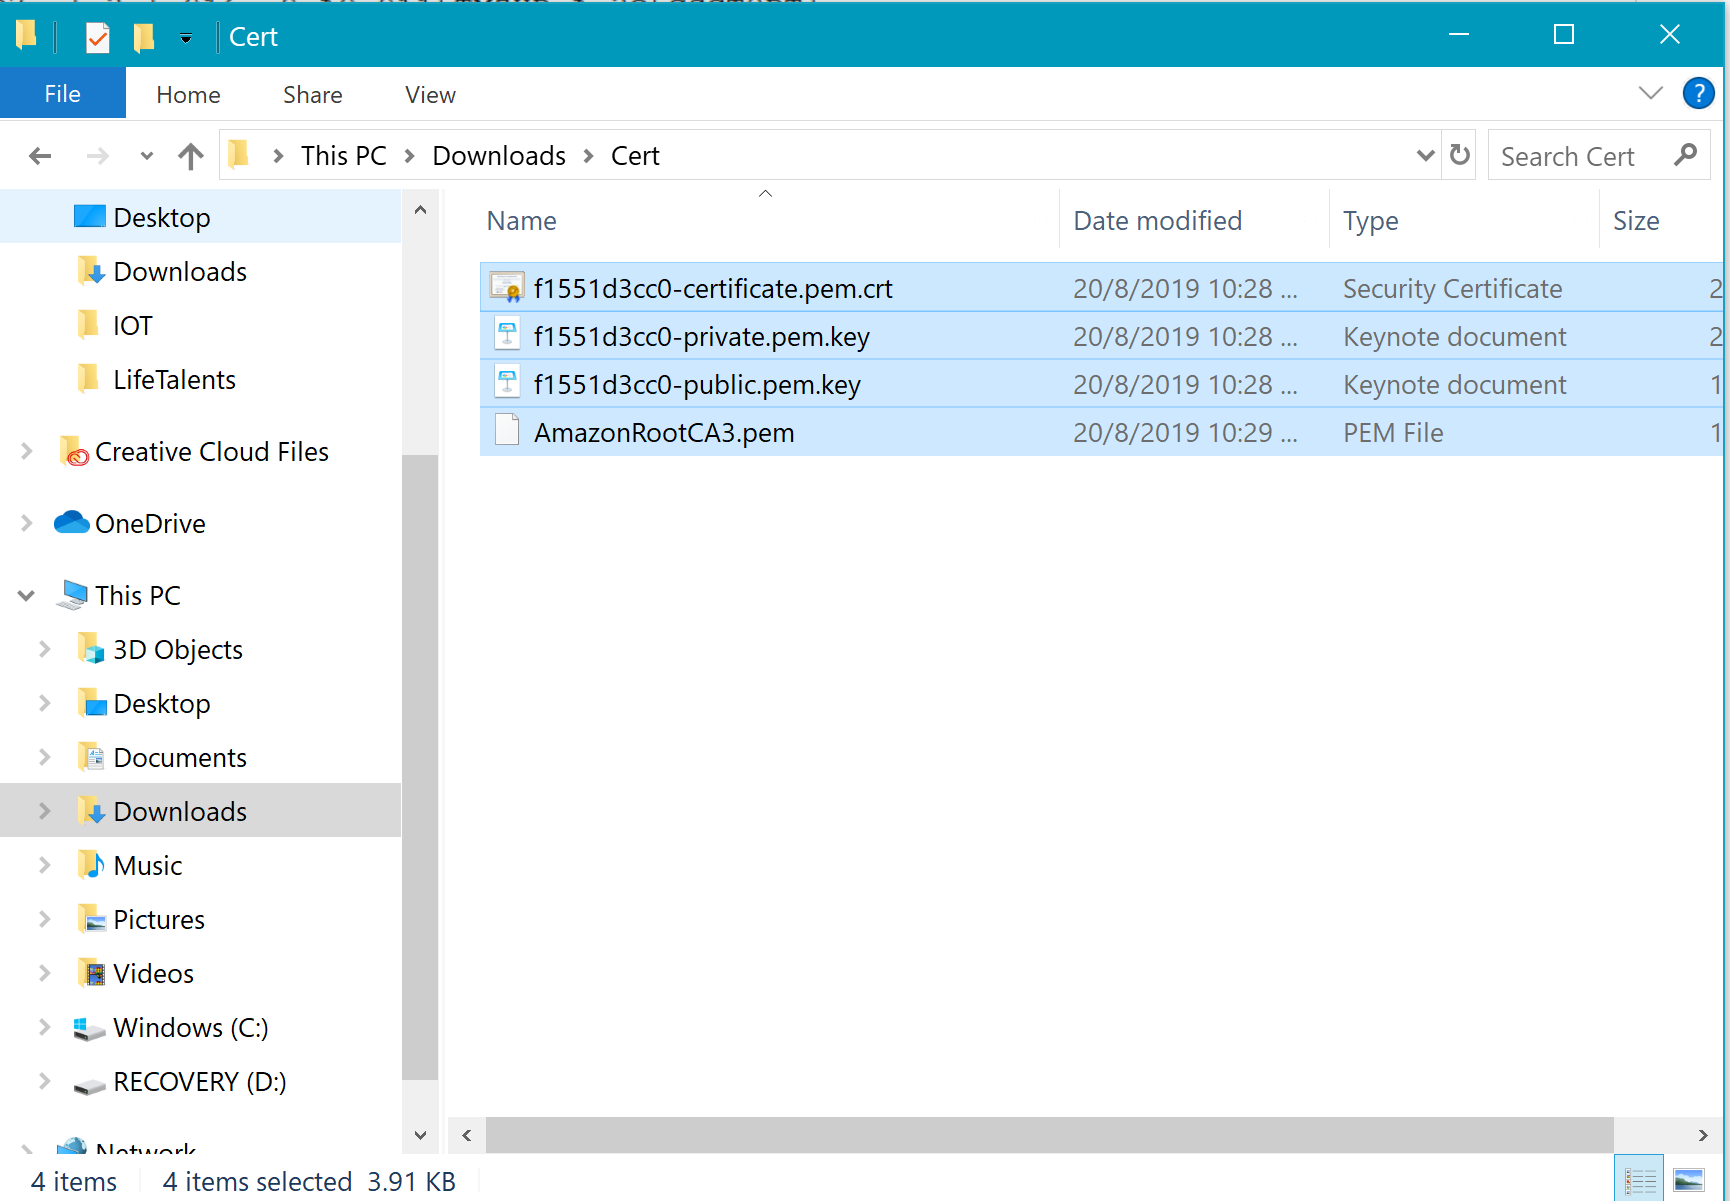 Cert
File Home Share View ?
This PC Downloads Cert Search Cert
Name Date modified Type Size
f1551d3cc0-certificate.pem.crt 20/8/2019 10:28 ... Security Certificate 2
f1551d3cc0-private.pem.key 20/8/2019 10:28 ... Keynote document 2
f1551d3cc0-public.pem.key 20/8/2019 10:28 ... Keynote document 1
AmazonRootCA3.pem 20/8/2019 10:29 ... PEM File 1
Desktop
Downloads
IOT
LifeTalents
Creative Cloud Files
OneDrive
This PC
3D Objects
Desktop
Documents
Downloads
Music
Pictures
Videos
Windows (C:)
RECOVERY (D:)
Network
4 items 4 items selected 3.91 KB